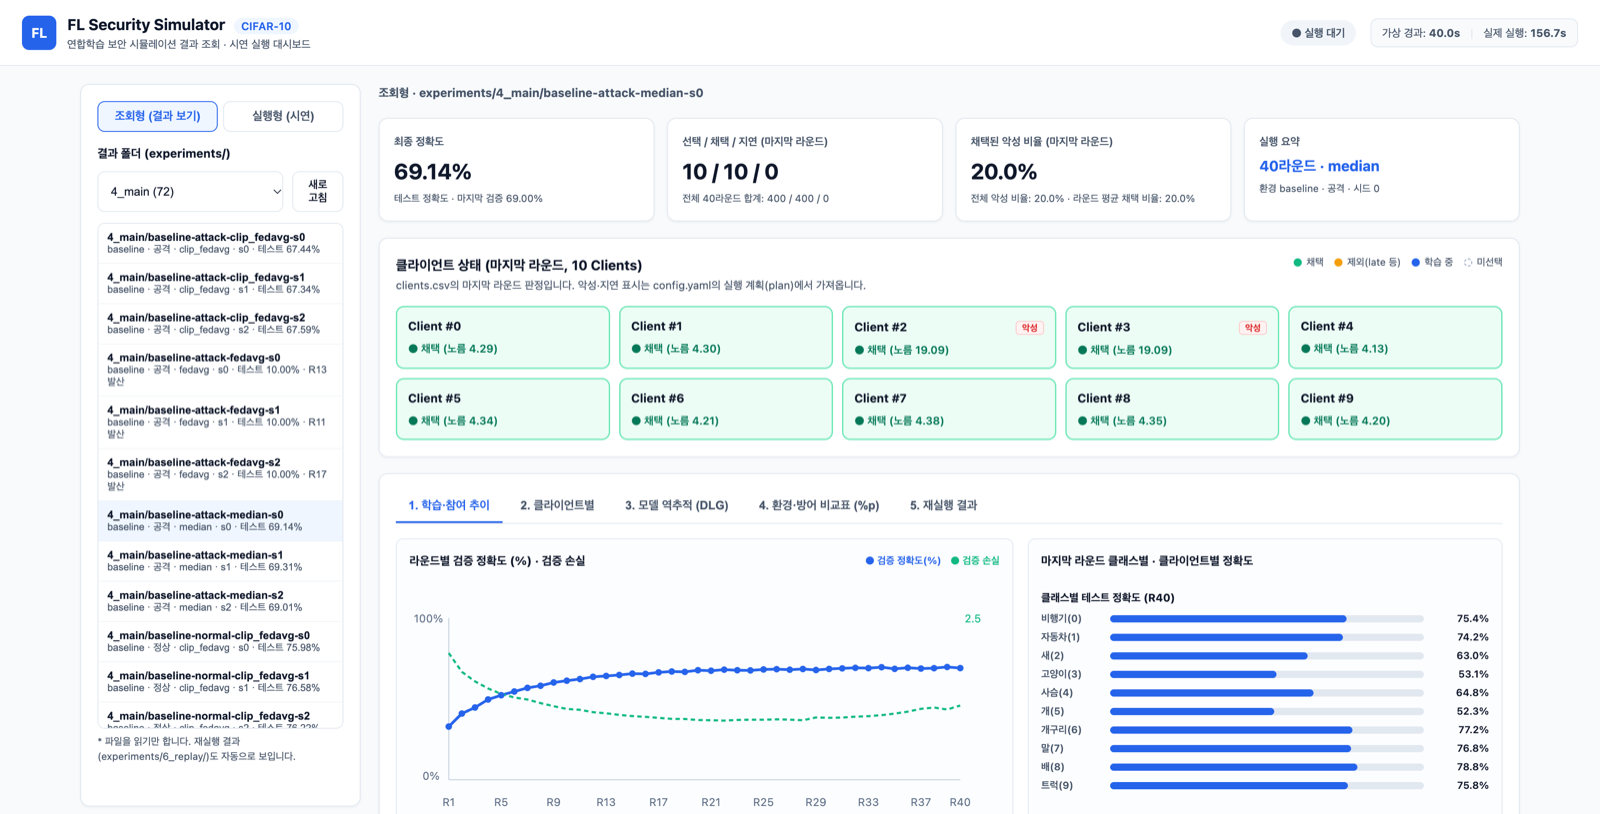 FL
FL Security Simulator
CIFAR-10
연합학습 보안 시뮬레이션 결과 조회 · 시연 실행 대시보드
실행 대기
가상 경과: 40.0s
실제 실행: 156.7s
조회형 (결과 보기)
실행형 (시연)
결과 폴더 (experiments/)
4_main (72)
새로
고침
4_main/baseline-attack-clip_fedavg-s0
baseline · 공격 · clip_fedavg · s0 · 테스트 67.44%
4_main/baseline-attack-clip_fedavg-s1
baseline · 공격 · clip_fedavg · s1 · 테스트 67.34%
4_main/baseline-attack-clip_fedavg-s2
baseline · 공격 · clip_fedavg · s2 · 테스트 67.59%
4_main/baseline-attack-fedavg-s0
baseline · 공격 · fedavg · s0 · 테스트 10.00% · R13
발산
4_main/baseline-attack-fedavg-s1
baseline · 공격 · fedavg · s1 · 테스트 10.00% · R11
발산
4_main/baseline-attack-fedavg-s2
baseline · 공격 · fedavg · s2 · 테스트 10.00% · R17
발산
4_main/baseline-attack-median-s0
baseline · 공격 · median · s0 · 테스트 69.14%
4_main/baseline-attack-median-s1
baseline · 공격 · median · s1 · 테스트 69.31%
4_main/baseline-attack-median-s2
baseline · 공격 · median · s2 · 테스트 69.01%
4_main/baseline-normal-clip_fedavg-s0
baseline · 정상 · clip_fedavg · s0 · 테스트 75.98%
4_main/baseline-normal-clip_fedavg-s1
baseline · 정상 · clip_fedavg · s1 · 테스트 76.58%
4_main/baseline-normal-clip_fedavg-s2
baseline · 정상 · clip_fedavg · s2 · 테스트 76.22%
* 파일을 읽기만 합니다. 재실행 결과
(experiments/6_replay/)도 자동으로 보입니다.
조회형 · experiments/4_main/baseline-attack-median-s0
최종 정확도
69.14%
테스트 정확도 · 마지막 검증 69.00%
선택 / 채택 / 지연 (마지막 라운드)
10 / 10 / 0
전체 40라운드 합계: 400 / 400 / 0
채택된 악성 비율 (마지막 라운드)
20.0%
전체 악성 비율: 20.0% · 라운드 평균 채택 비율: 20.0%
실행 요약
40라운드 · median
환경 baseline · 공격 · 시드 0
클라이언트 상태 (마지막 라운드, 10 Clients)
채택
제외(late 등)
학습 중
미선택
clients.csv의 마지막 라운드 판정입니다. 악성·지연 표시는 config.yaml의 실행 계획(plan)에서 가져옵니다.
Client #0
채택 (노름 4.29)
Client #1
채택 (노름 4.30)
Client #2
악성
채택 (노름 19.09)
Client #3
악성
채택 (노름 19.09)
Client #4
채택 (노름 4.13)
Client #5
채택 (노름 4.34)
Client #6
채택 (노름 4.21)
Client #7
채택 (노름 4.38)
Client #8
채택 (노름 4.35)
Client #9
채택 (노름 4.20)
1. 학습·참여 추이
2. 클라이언트별
3. 모델 역추적 (DLG)
4. 환경·방어 비교표 (%p)
5. 재실행 결과
라운드별 검증 정확도 (%) · 검증 손실
검증 정확도(%)
검증 손실
100%
2.5
0%
R1 R5 R9 R13 R17 R21 R25 R29 R33 R37 R40
마지막 라운드 클래스별 · 클라이언트별 정확도
클래스별 테스트 정확도 (R40)
비행기(0) 75.4%
자동차(1) 74.2%
새(2) 63.0%
고양이(3) 53.1%
사슴(4) 64.8%
개(5) 52.3%
개구리(6) 77.2%
말(7) 76.8%
배(8) 78.8%
트럭(9) 75.8%